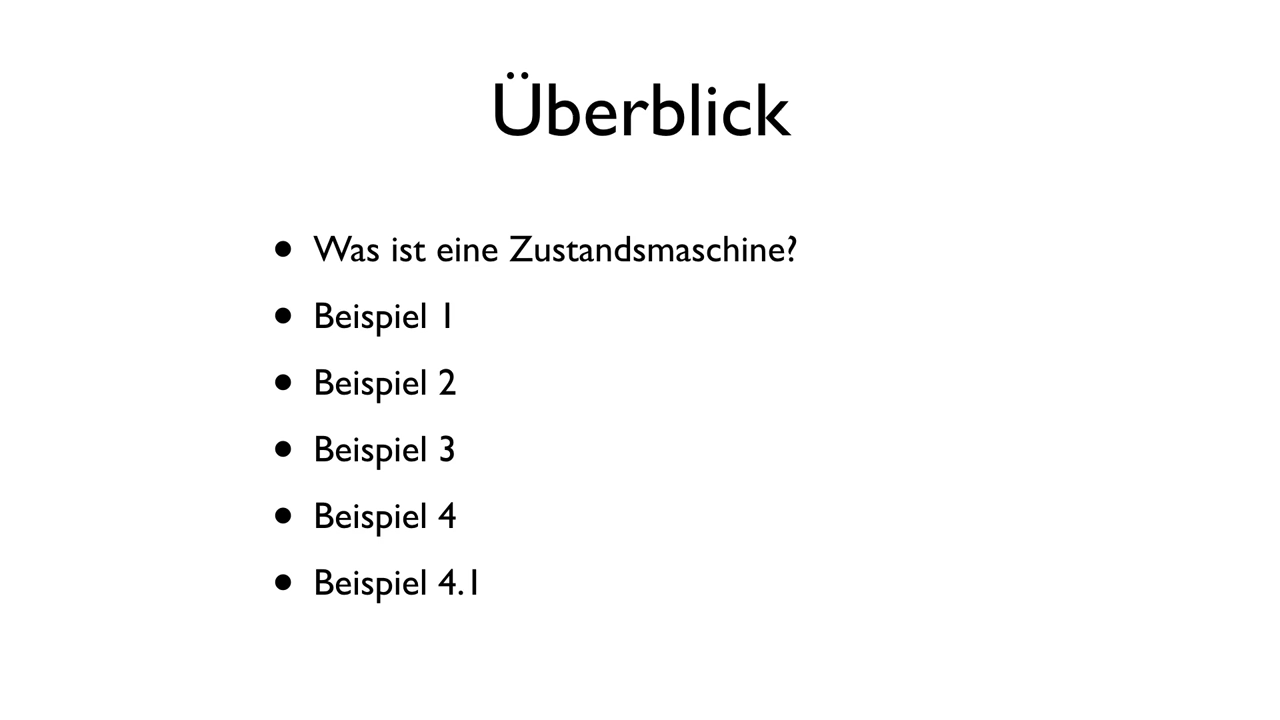 Überblick
• Was ist eine Zustandsmaschine?
• Beispiel 1
• Beispiel 2
• Beispiel 3
• Beispiel 4
• Beispiel 4.1